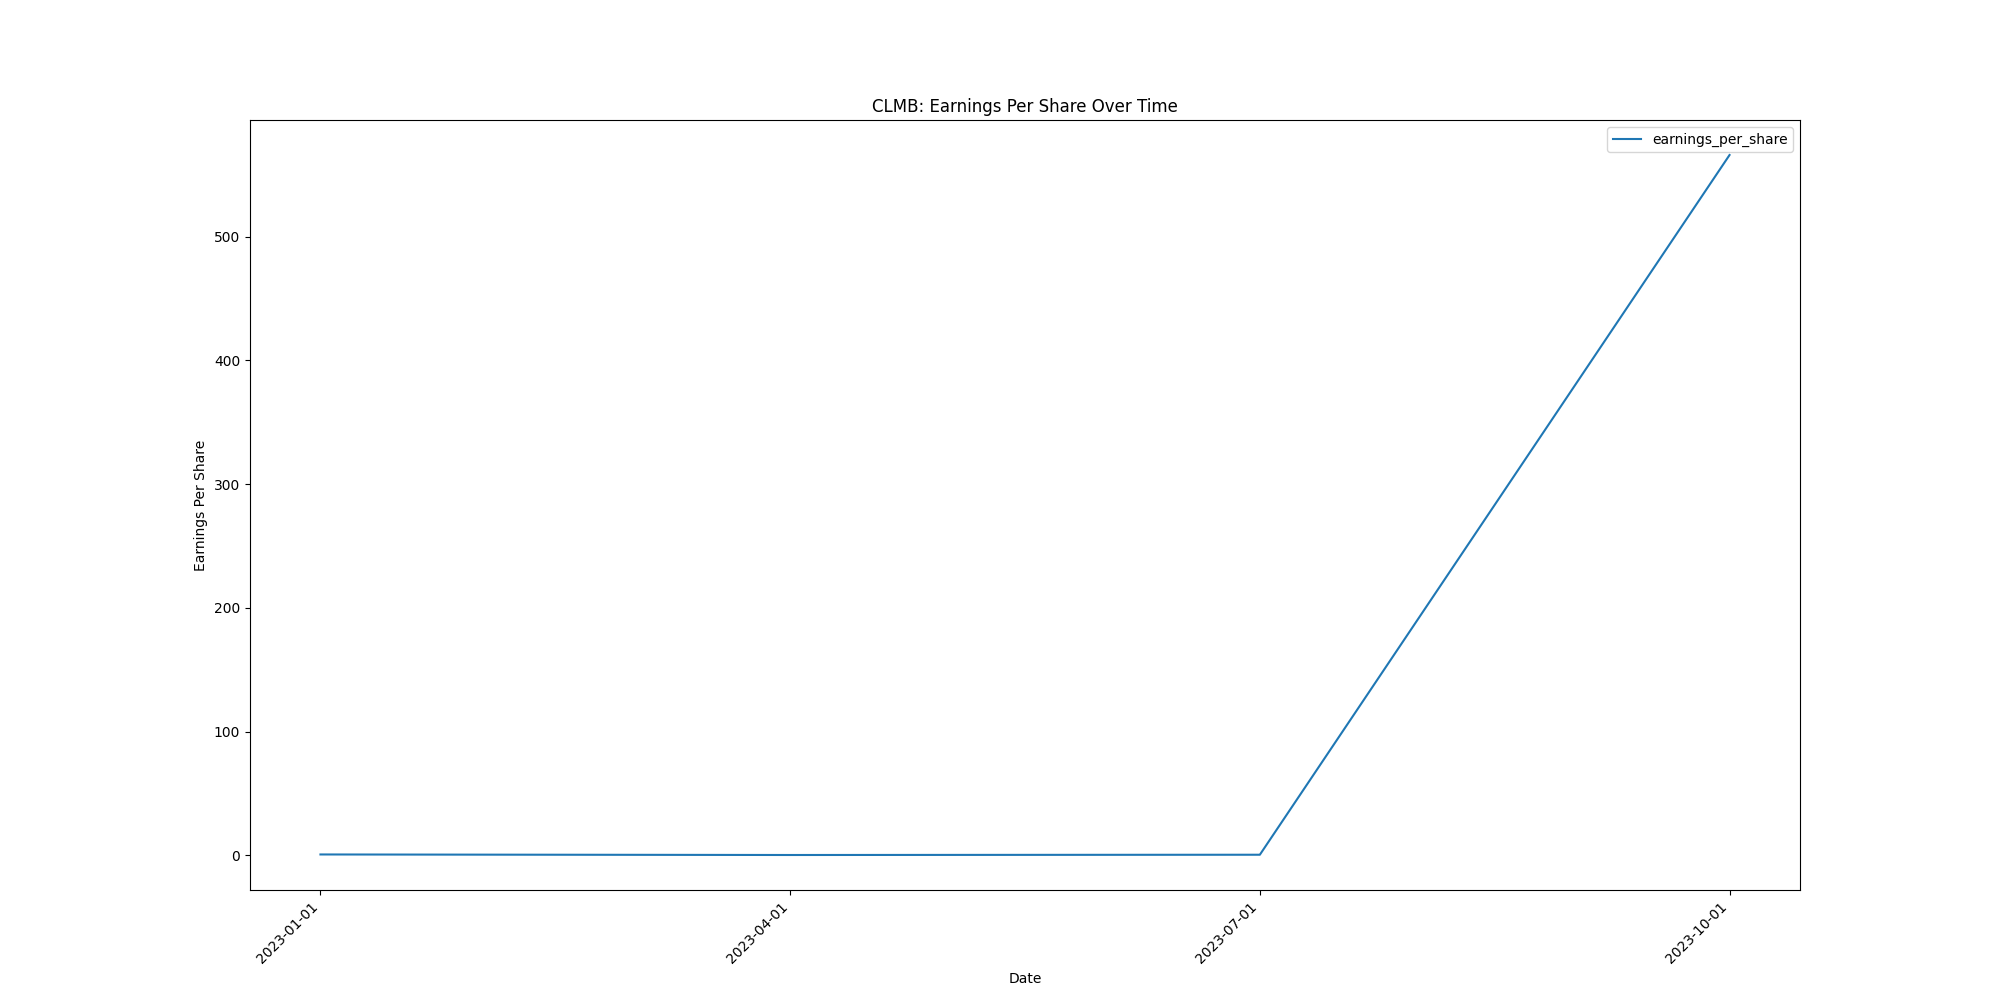 CLMB: Earnings Per Share Over Time
earnings_per_share
Earnings Per Share
500
400
300
200
100
0
2023-01-01
2023-04-01
2023-07-01
2023-10-01
Date